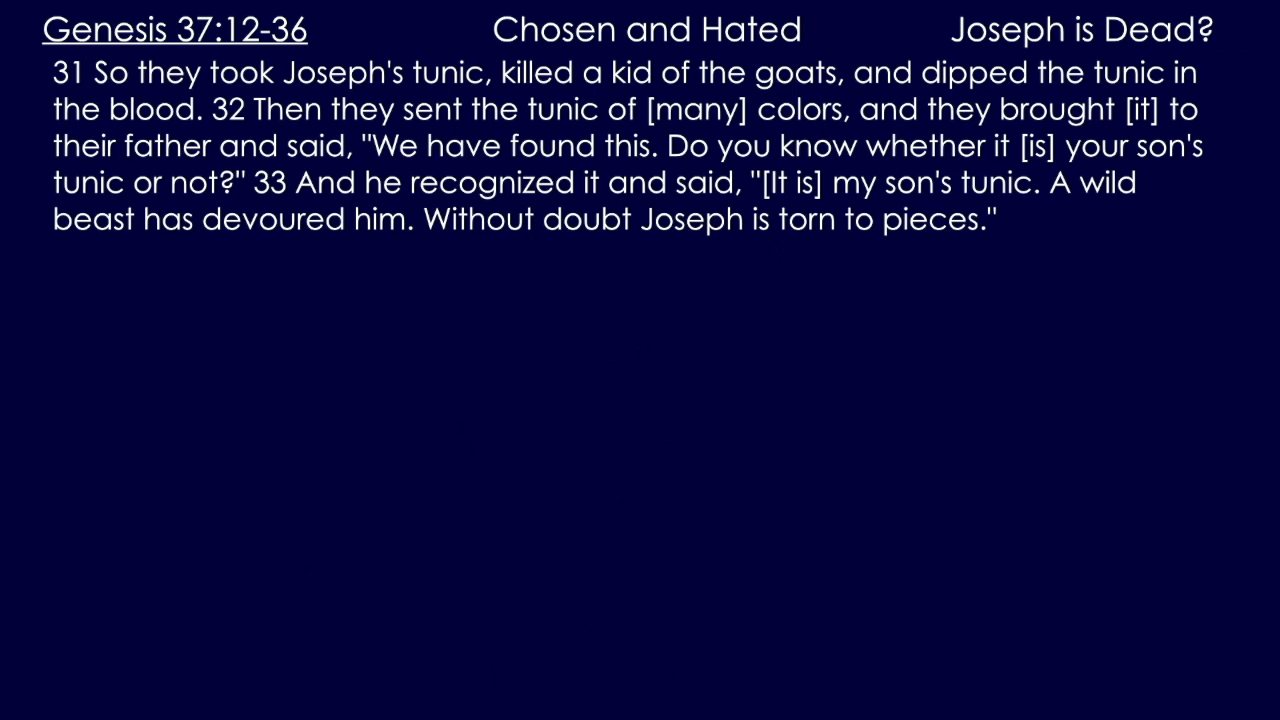 Genesis 37:12-36 Chosen and Hated Joseph is Dead?
31 So they took Joseph's tunic, killed a kid of the goats, and dipped the tunic in
the blood. 32 Then they sent the tunic of [many] colors, and they brought [it] to
their father and said, "We have found this. Do you know whether it [is] your son's
tunic or not?" 33 And he recognized it and said, "[It is] my son's tunic. A wild
beast has devoured him. Without doubt Joseph is torn to pieces."